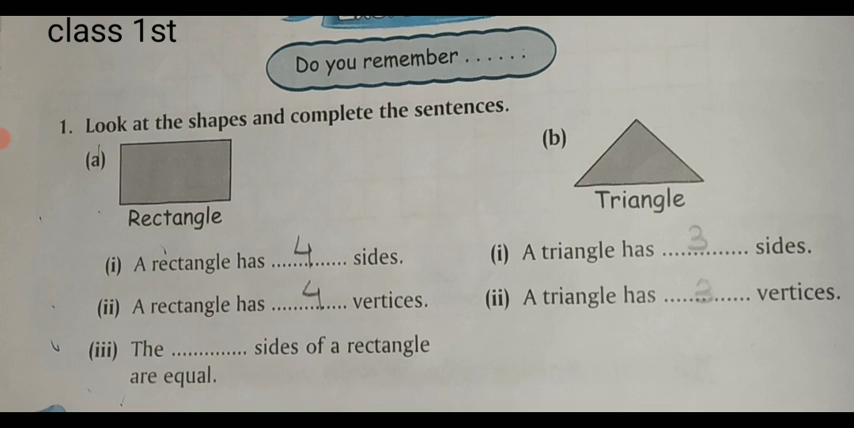 class 1st
Do you remember . . . . . .
1. Look at the shapes and complete the sentences.
(a)
Rectangle
(i) A rectangle has ....4.... sides.
(ii) A rectangle has ....4.... vertices.
(iii) The ............. sides of a rectangle
are equal.
(b)
Triangle
(i) A triangle has ....3.... sides.
(ii) A triangle has ....3.... vertices.